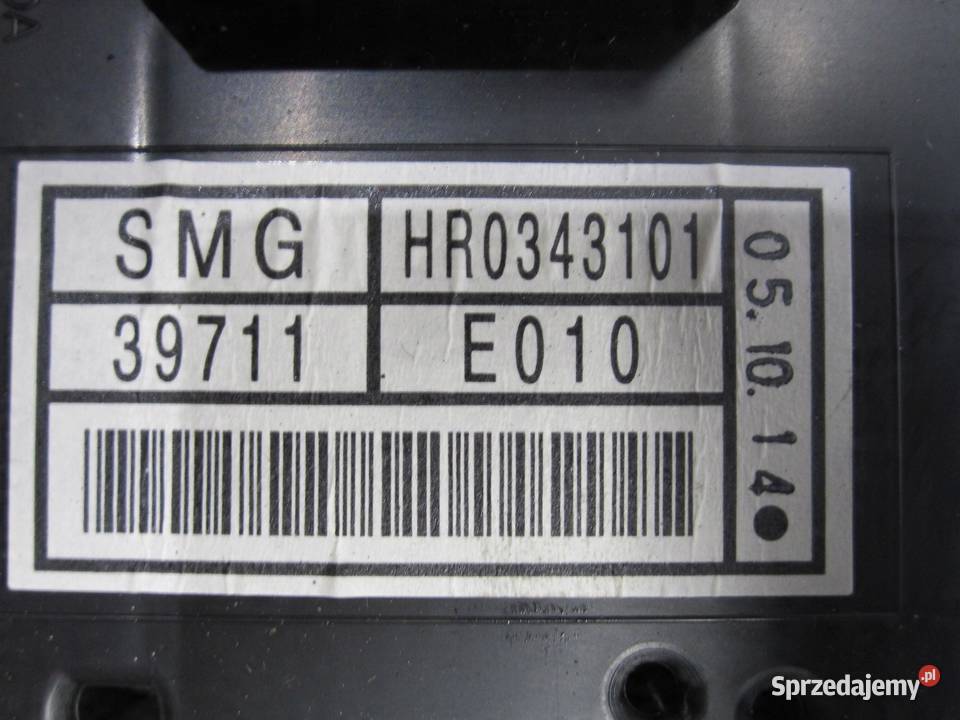 SMG HR0343101
39711 E010
05.10.14
Sprzedajemy.pl